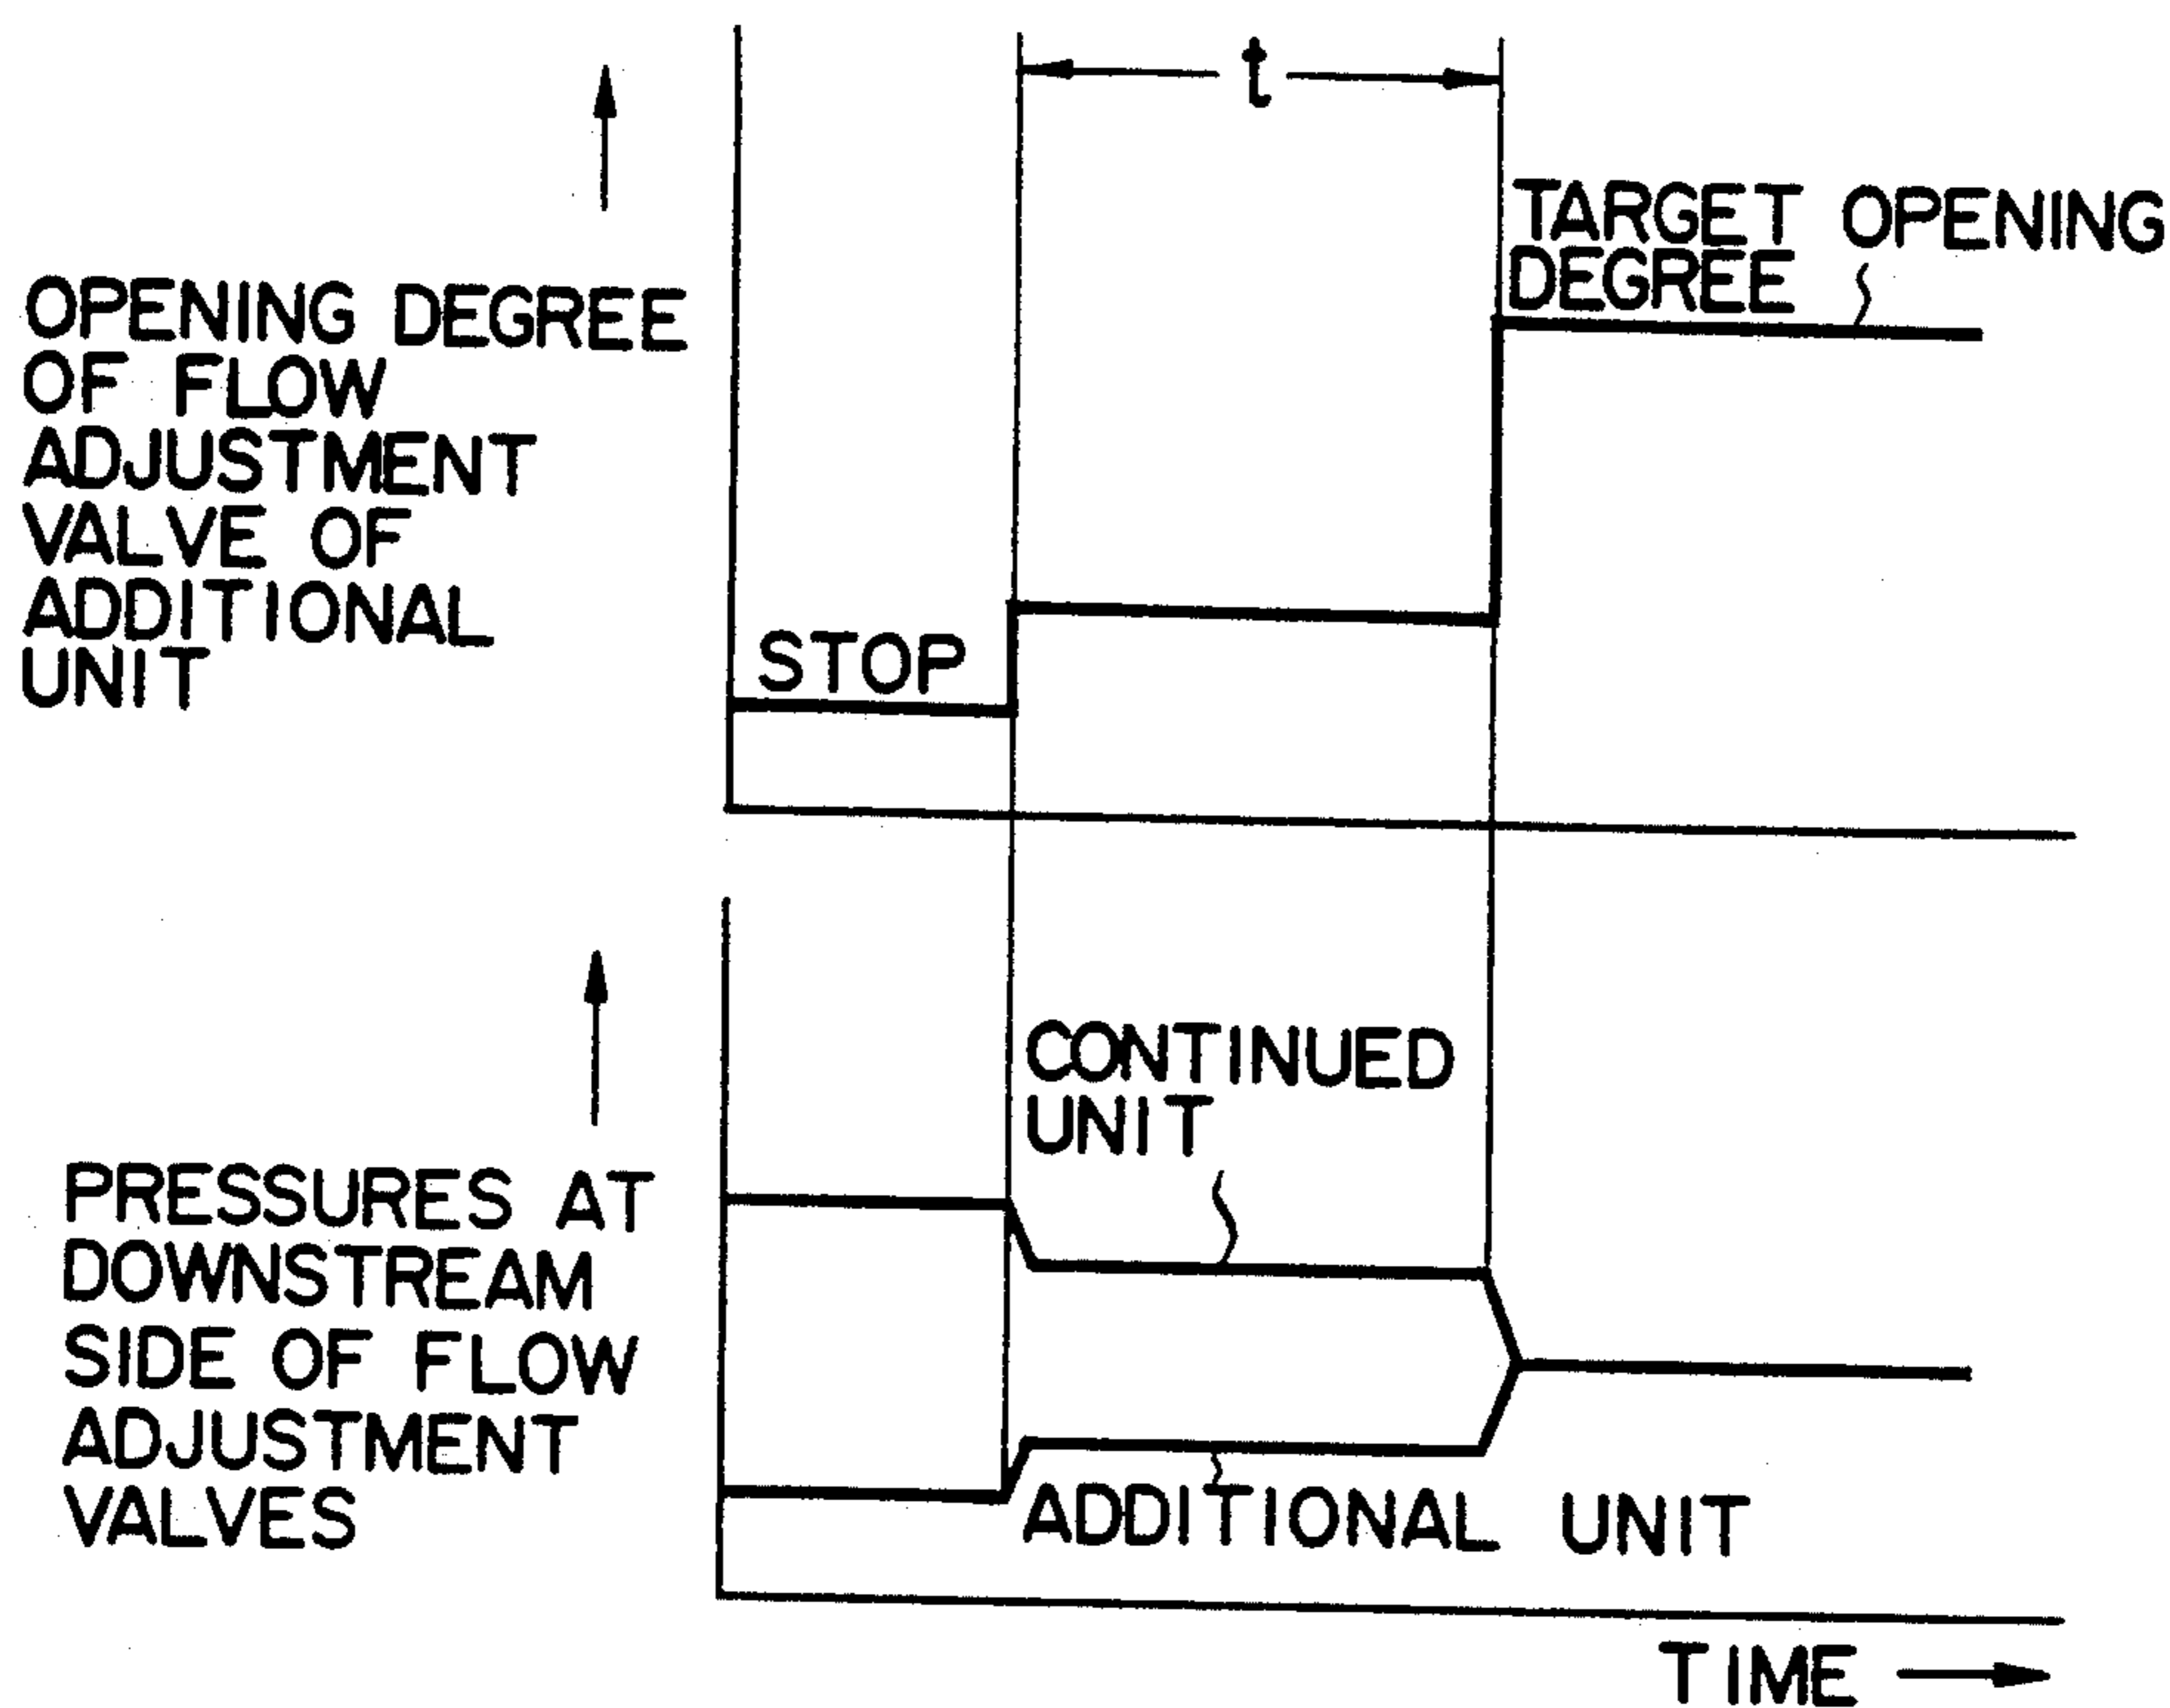 t
TARGET OPENING
DEGREE
OPENING DEGREE
OF FLOW
ADJUSTMENT
VALVE OF
ADDITIONAL
UNIT
STOP
CONTINUED
UNIT
PRESSURES AT
DOWNSTREAM
SIDE OF FLOW
ADJUSTMENT
VALVES
ADDITIONAL UNIT
TIME